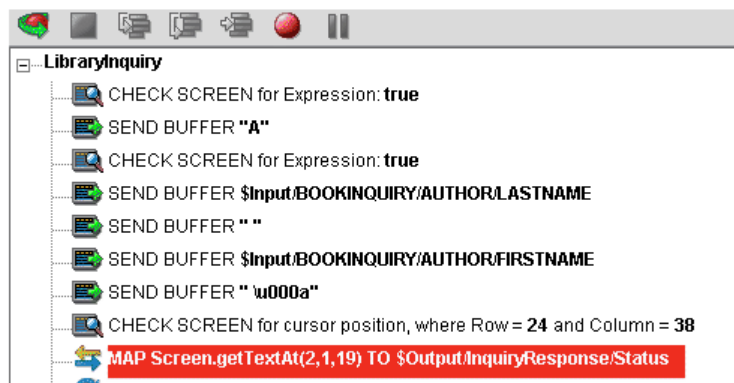 LibraryInquiry
CHECK SCREEN for Expression: true
SEND BUFFER "A"
CHECK SCREEN for Expression: true
SEND BUFFER $Input/BOOKINQUIRY/AUTHOR/LASTNAME
SEND BUFFER " "
SEND BUFFER $Input/BOOKINQUIRY/AUTHOR/FIRSTNAME
SEND BUFFER " \u000a"
CHECK SCREEN for cursor position, where Row = 24 and Column = 38
MAP Screen.getTextAt(2,1,19) TO $Output/InquiryResponse/Status